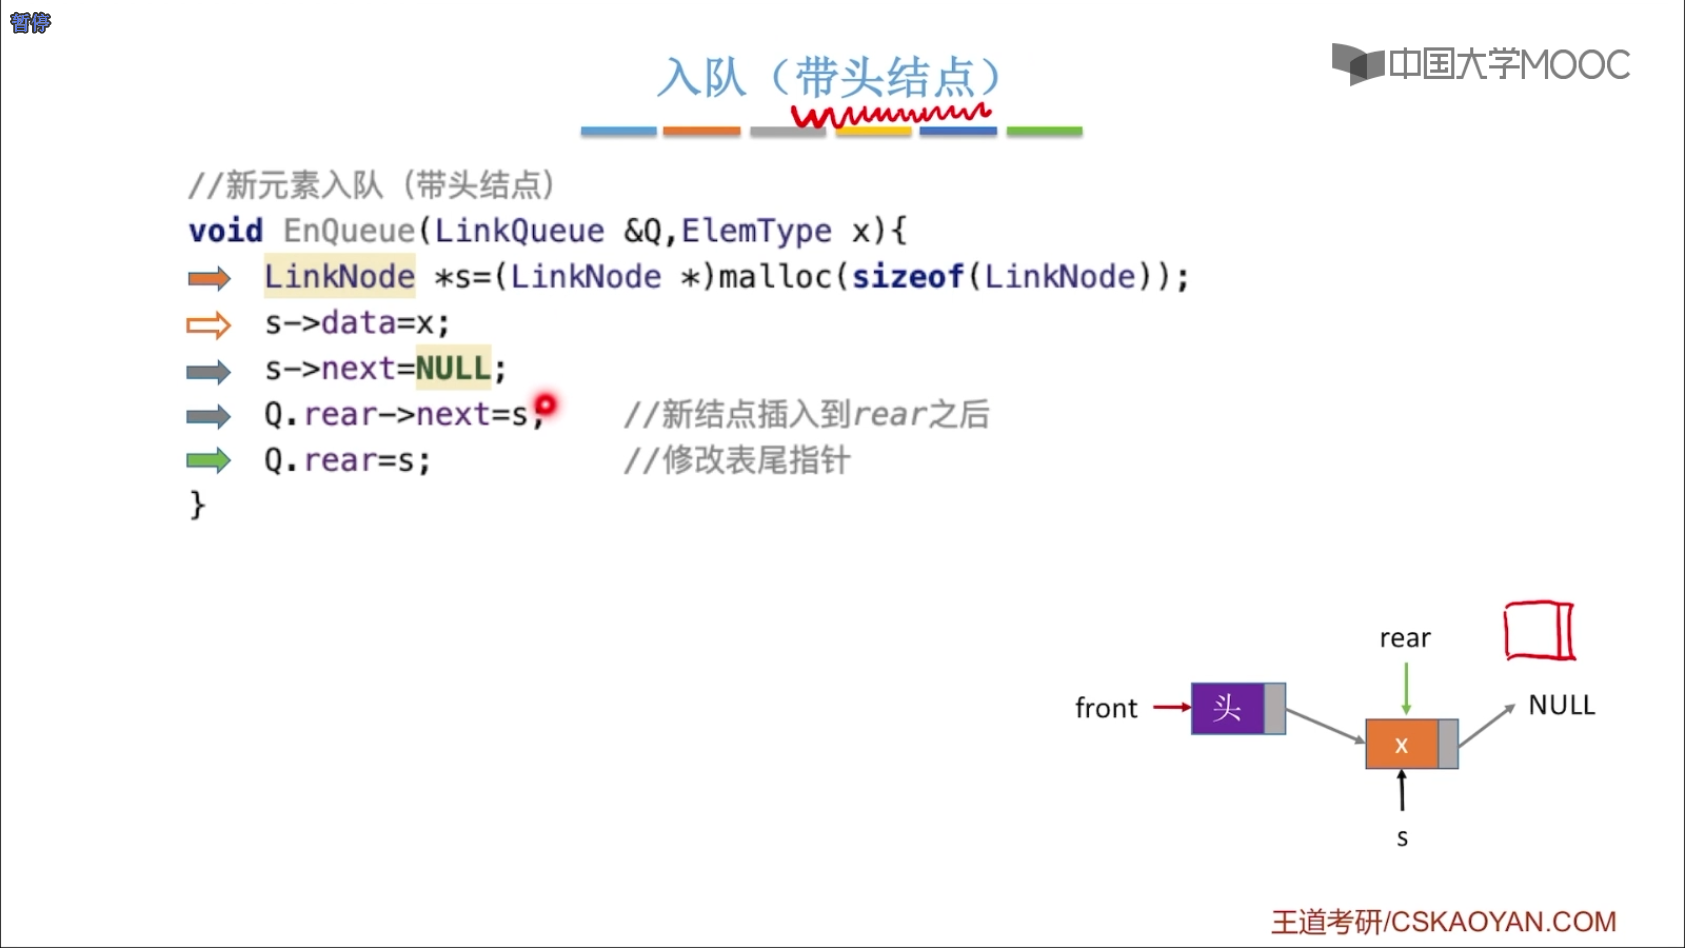 暂停
中国大学MOOC
入队（带头结点）
//新元素入队（带头结点）
void EnQueue(LinkQueue &Q,ElemType x){
LinkNode *s=(LinkNode *)malloc(sizeof(LinkNode));
s->data=x;
s->next=NULL;
Q.rear->next=s; //新结点插入到rear之后
Q.rear=s; //修改表尾指针
}
rear
front
头
NULL
x
s
王道考研/CSKAOYAN.COM